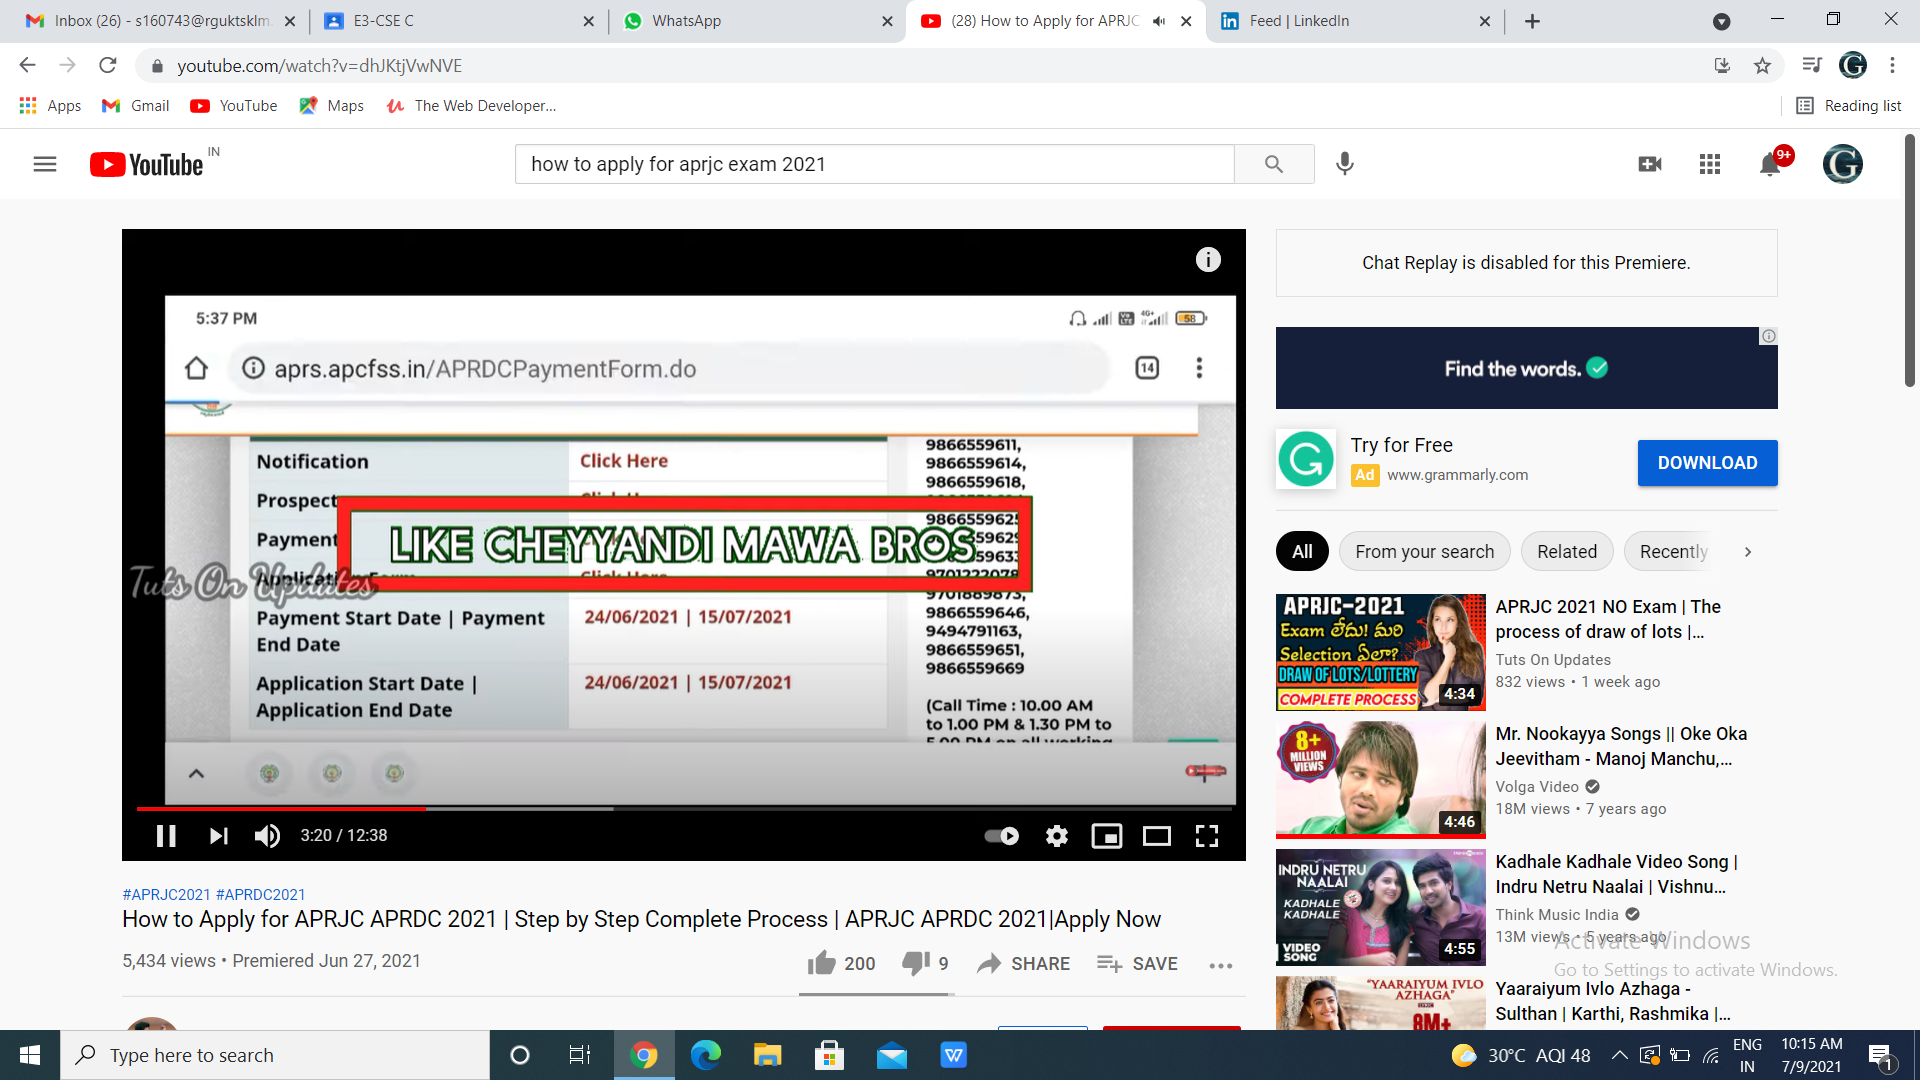 Inbox (26) - s160743@rguktsklm.
E3-CSE C
WhatsApp
(28) How to Apply for APRJC
Feed | LinkedIn
youtube.com/watch?v=dhJKtjVwNVE
Apps
Gmail
YouTube
Maps
The Web Developer...
Reading list
YouTube IN
how to apply for aprjc exam 2021
9+
Chat Replay is disabled for this Premiere.
5:37 PM
58
aprs.apcfss.in/APRDCPaymentForm.do
14
Notification
Click Here
Prospect
Payment
LIKE CHEYYANDI MAWA BROS
Tuts On Updates
Payment Start Date | Payment
End Date
24/06/2021 | 15/07/2021
Application Start Date |
Application End Date
24/06/2021 | 15/07/2021
9866559611,
9866559614,
9866559618,
9701889873,
9866559646,
9494791163,
9866559651,
9866559669
(Call Time : 10.00 AM
to 1.00 PM & 1.30 PM to
3:20 / 12:38
Find the words.
Try for Free
Ad www.grammarly.com
DOWNLOAD
All
From your search
Related
Recently
APRJC-2021
Exam లేదు! మరి
Selection ఏలా?
DRAW OF LOTS/LOTTERY
COMPLETE PROCESS
4:34
APRJC 2021 NO Exam | The
process of draw of lots |...
Tuts On Updates
832 views • 1 week ago
8+
MILLION
VIEWS
4:46
Mr. Nookayya Songs || Oke Oka
Jeevitham - Manoj Manchu,...
Volga Video
18M views • 7 years ago
INDRU NETRU
NAALAI
KADHALE
KADHALE
VIDEO
SONG
4:55
Kadhale Kadhale Video Song |
Indru Netru Naalai | Vishnu...
Think Music India
13M views • 5 years ago
Activate Windows
Go to Settings to activate Windows.
"YAARAIYUM IVLO
AZHAGA"
8M+
Yaaraiyum Ivlo Azhaga -
Sulthan | Karthi, Rashmika |...
#APRJC2021 #APRDC2021
How to Apply for APRJC APRDC 2021 | Step by Step Complete Process | APRJC APRDC 2021|Apply Now
5,434 views • Premiered Jun 27, 2021
200
9
SHARE
SAVE
Type here to search
30°C AQI 48
ENG
IN
10:15 AM
7/9/2021
1